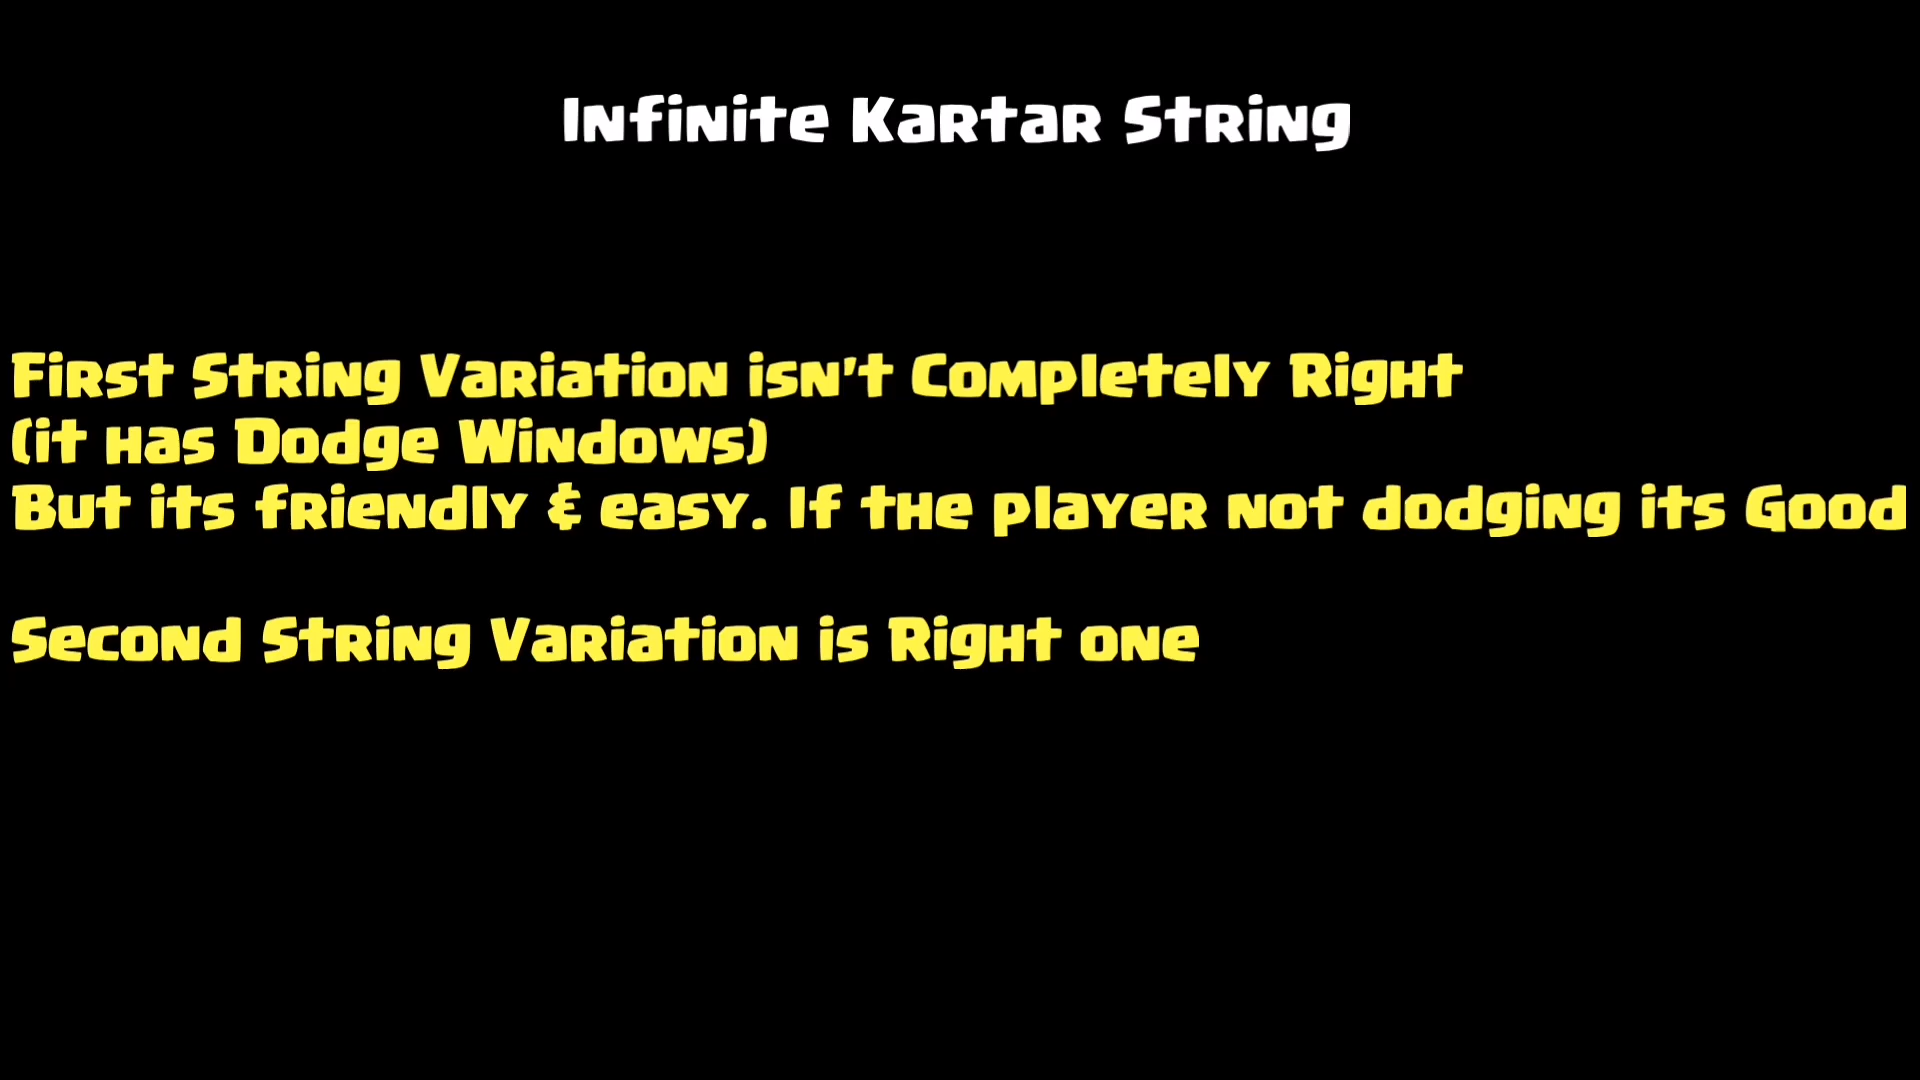 Infinite Kartar String
First String Variation isn't Completely Right
(it has Dodge Windows)
But its friendly & easy. If the player not dodging its Good
Second String Variation is Right one